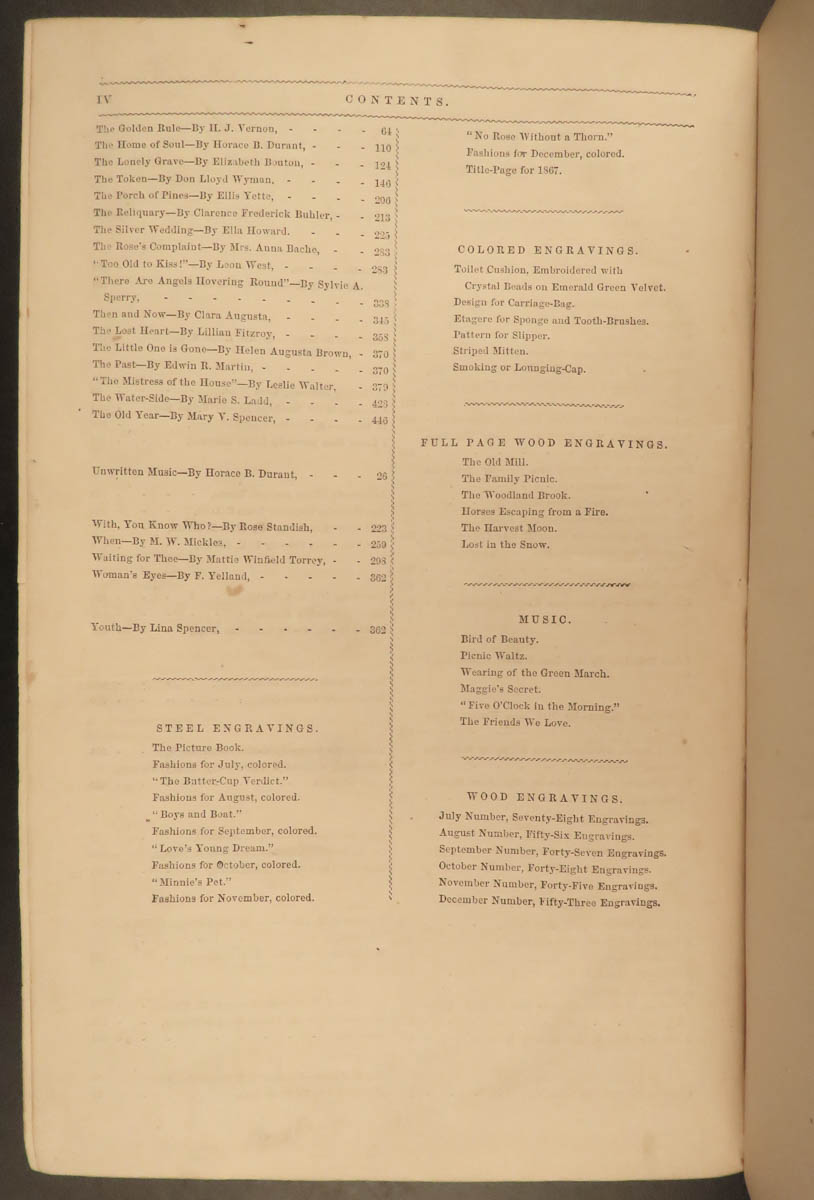 IV
CONTENTS.
The Golden Rule—By H. J. Vernon, - - - - 64
The Home of Soul—By Horace B. Durant, - - - 110
The Lonely Grave—By Elizabeth Bouton, - - - 124
The Token—By Don Lloyd Wyman, - - - - 146
The Porch of Pines—By Ellis Yette, - - - - 206
The Reliquary—By Clarence Frederick Buhler, - - 213
The Silver Wedding—By Ella Howard. - - - 225
The Rose's Complaint—By Mrs. Anna Bache, - - 283
"Too Old to Kiss!"—By Leon West, - - - - 283
"There Are Angels Hovering Round"—By Sylvie A.
Sperry, - - - - - - - - - 338
Then and Now—By Clara Augusta, - - - - 345
The Lost Heart—By Lillian Fitzroy, - - - - 358
The Little One is Gone—By Helen Augusta Brown, - 370
The Past—By Edwin R. Martin, - - - - - 370
"The Mistress of the House"—By Leslie Walter, - 379
The Water-Side—By Marie S. Ladd, - - - - 423
The Old Year—By Mary V. Spencer, - - - - 446
Unwritten Music—By Horace B. Durant, - - - 26
With, You Know Who?—By Rose Standish, - - 223
When—By M. W. Mickles, - - - - - - 259
Waiting for Thee—By Mattie Winfield Torrey, - - 298
Woman's Eyes—By F. Yelland, - - - - - 362
Youth—By Lina Spencer, - - - - - - 362
STEEL ENGRAVINGS.
The Picture Book.
Fashions for July, colored.
"The Butter-Cup Verdict."
Fashions for August, colored.
"Boys and Boat."
Fashions for September, colored.
"Love's Young Dream."
Fashions for October, colored.
"Minnie's Pet."
Fashions for November, colored.
"No Rose Without a Thorn."
Fashions for December, colored.
Title-Page for 1867.
COLORED ENGRAVINGS.
Toilet Cushion, Embroidered with
Crystal Beads on Emerald Green Velvet.
Design for Carriage-Bag.
Etagere for Sponge and Tooth-Brushes.
Pattern for Slipper.
Striped Mitten.
Smoking or Lounging-Cap.
FULL PAGE WOOD ENGRAVINGS.
The Old Mill.
The Family Picnic.
The Woodland Brook.
Horses Escaping from a Fire.
The Harvest Moon.
Lost in the Snow.
MUSIC.
Bird of Beauty.
Picnic Waltz.
Wearing of the Green March.
Maggie's Secret.
"Five O'Clock in the Morning."
The Friends We Love.
WOOD ENGRAVINGS.
July Number, Seventy-Eight Engravings.
August Number, Fifty-Six Engravings.
September Number, Forty-Seven Engravings.
October Number, Forty-Eight Engravings.
November Number, Forty-Five Engravings.
December Number, Fifty-Three Engravings.